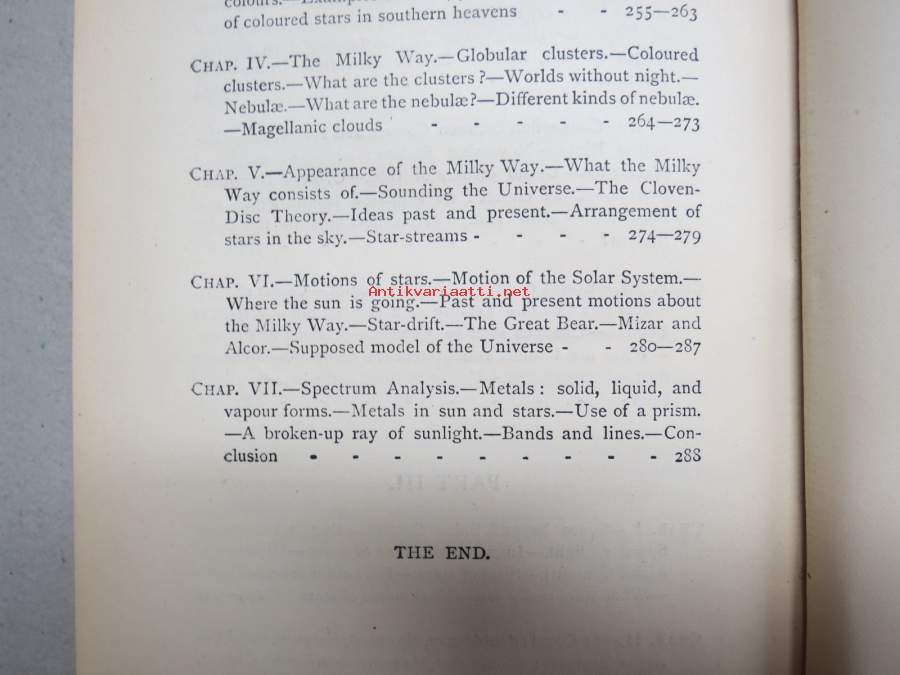 colours.—Examples
of coloured stars in southern heavens - - 255—263
CHAP. IV.—The Milky Way.—Globular clusters.—Coloured
clusters.—What are the clusters?—Worlds without night.—
Nebulæ.—What are the nebulæ?—Different kinds of nebulæ.
—Magellanic clouds - - - - - 264—273
CHAP. V.—Appearance of the Milky Way.—What the Milky
Way consists of.—Sounding the Universe.—The Cloven-
Disc Theory.—Ideas past and present.—Arrangement of
stars in the sky.—Star-streams - - - - 274—279
CHAP. VI.—Motions of stars.—Motion of the Solar System.—
Antikvariaatti.net
Where the sun is going.—Past and present motions about
the Milky Way.—Star-drift.—The Great Bear.—Mizar and
Alcor.—Supposed model of the Universe - - 280—287
CHAP. VII.—Spectrum Analysis.—Metals: solid, liquid, and
vapour forms.—Metals in sun and stars.—Use of a prism.
—A broken-up ray of sunlight.—Bands and lines.—Con-
clusion - - - - - - - - - 288
PART III.
THE END.